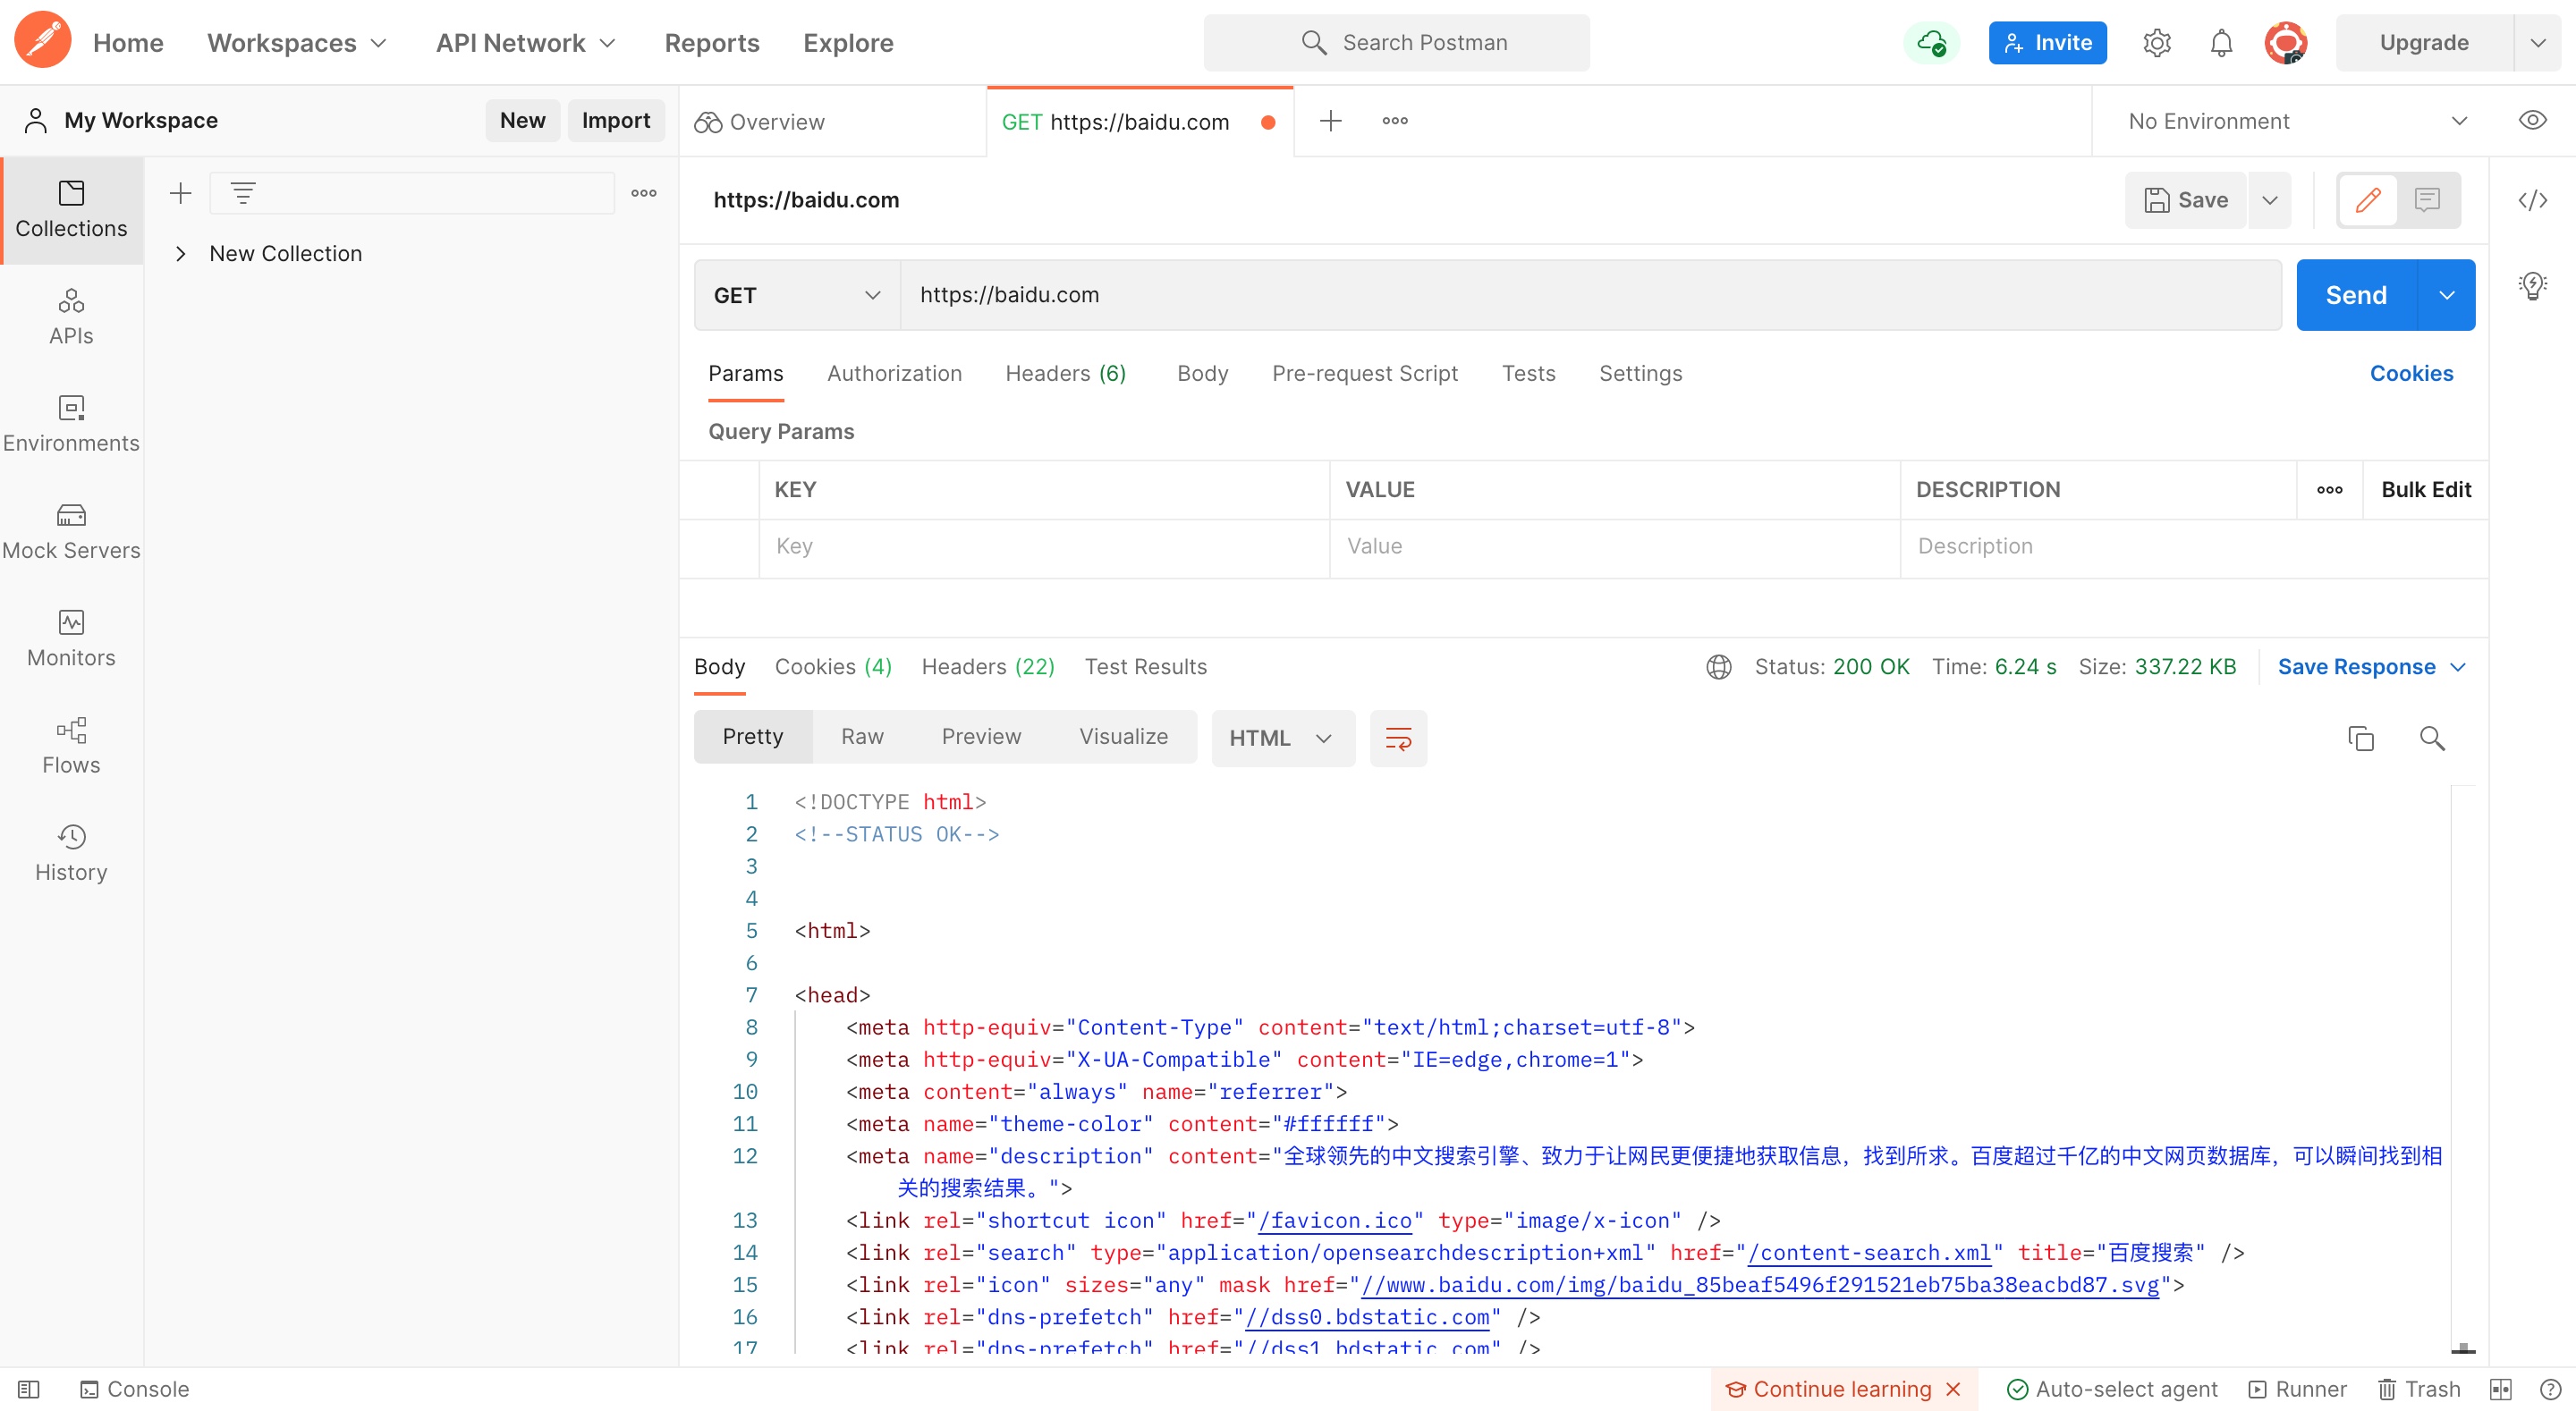 Home Workspaces API Network Reports Explore Search Postman Invite Upgrade
My Workspace New Import Overview GET https://baidu.com No Environment
Collections
APIs
Environments
Mock Servers
Monitors
Flows
History
New Collection
https://baidu.com Save
GET https://baidu.com Send
Params Authorization Headers (6) Body Pre-request Script Tests Settings Cookies
Query Params
KEY VALUE DESCRIPTION Bulk Edit
Key Value Description
Body Cookies (4) Headers (22) Test Results Status: 200 OK Time: 6.24 s Size: 337.22 KB Save Response
Pretty Raw Preview Visualize HTML
1 <!DOCTYPE html>
2 <!--STATUS OK-->
3
4
5 <html>
6
7 <head>
8 <meta http-equiv="Content-Type" content="text/html;charset=utf-8">
9 <meta http-equiv="X-UA-Compatible" content="IE=edge,chrome=1">
10 <meta content="always" name="referrer">
11 <meta name="theme-color" content="#ffffff">
12 <meta name="description" content="全球领先的中文搜索引擎、致力于让网民更便捷地获取信息，找到所求。百度超过千亿的中文网页数据库，可以瞬间找到相
关的搜索结果。">
13 <link rel="shortcut icon" href="/favicon.ico" type="image/x-icon" />
14 <link rel="search" type="application/opensearchdescription+xml" href="/content-search.xml" title="百度搜索" />
15 <link rel="icon" sizes="any" mask href="//www.baidu.com/img/baidu_85beaf5496f291521eb75ba38eacbd87.svg">
16 <link rel="dns-prefetch" href="//dss0.bdstatic.com" />
17 <link rel="dns-prefetch" href="//dss1.bdstatic.com" />
Console Continue learning Auto-select agent Runner Trash